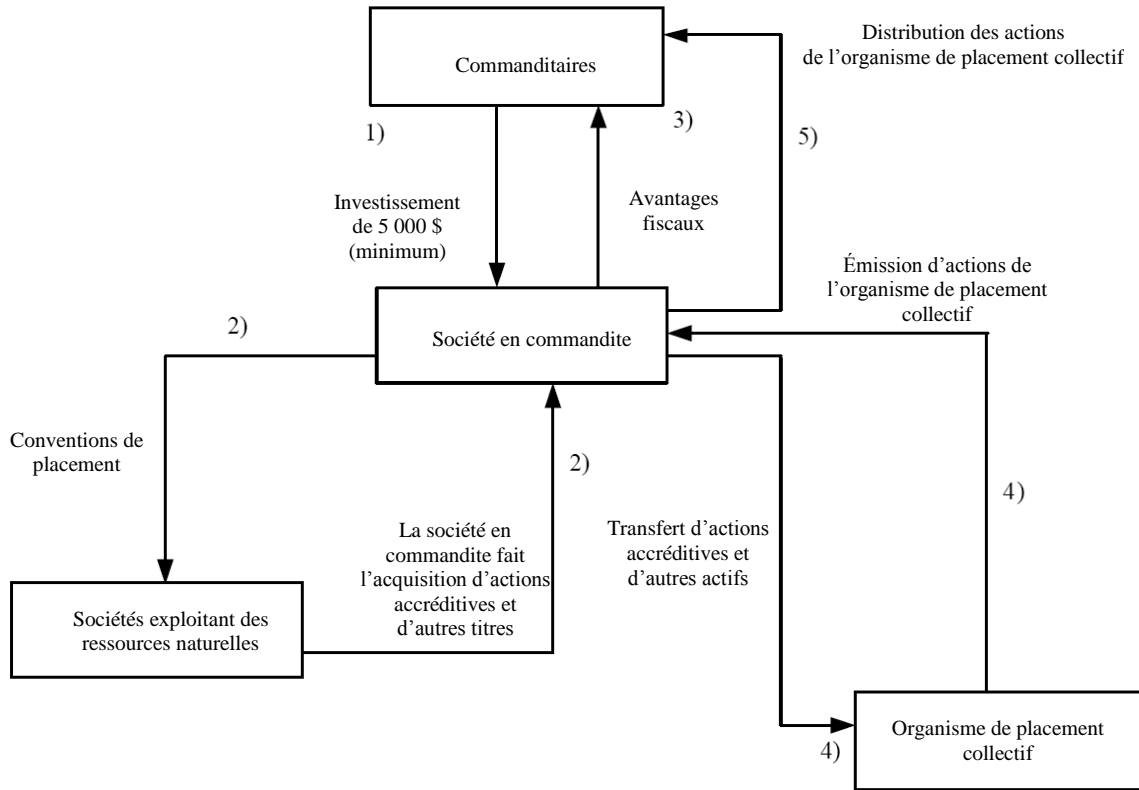 Distribution des actions
de l'organisme de placement collectif
Commanditaires
1)
3)
5)
Investissement
de 5 000 $
(minimum)
Avantages
fiscaux
Émission d'actions de
l'organisme de placement
collectif
2)
Société en commandite
Conventions de
placement
2)
4)
La société en
commandite fait
l'acquisition d'actions
accréditives et
d'autres titres
Transfert d'actions
accréditives et
d'autres actifs
Sociétés exploitant des
ressources naturelles
4)
Organisme de placement
collectif